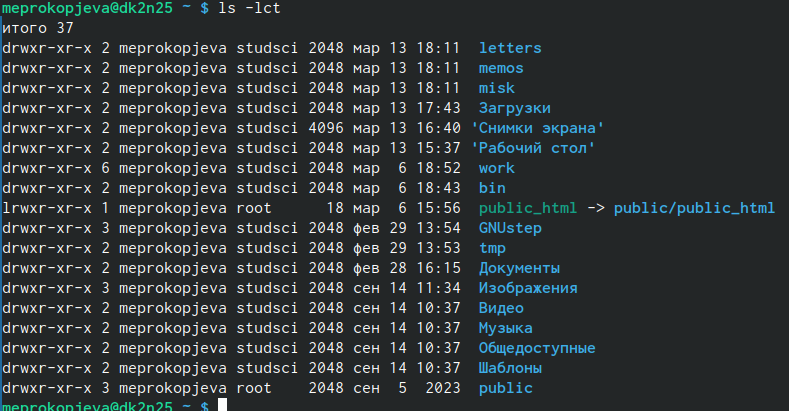 meprokopjeva@dk2n25 ~ $ ls -lct
итого 37
drwxr-xr-x 2 meprokopjeva studsci 2048 мар 13 18:11  letters
drwxr-xr-x 2 meprokopjeva studsci 2048 мар 13 18:11  memos
drwxr-xr-x 2 meprokopjeva studsci 2048 мар 13 18:11  misk
drwxr-xr-x 2 meprokopjeva studsci 2048 мар 13 17:43  Загрузки
drwxr-xr-x 2 meprokopjeva studsci 4096 мар 13 16:40 'Снимки экрана'
drwxr-xr-x 2 meprokopjeva studsci 2048 мар 13 15:37 'Рабочий стол'
drwxr-xr-x 6 meprokopjeva studsci 2048 мар  6 18:52  work
drwxr-xr-x 2 meprokopjeva studsci 2048 мар  6 18:43  bin
lrwxr-xr-x 1 meprokopjeva root      18 мар  6 15:56  public_html -> public/public_html
drwxr-xr-x 3 meprokopjeva studsci 2048 фев 29 13:54  GNUstep
drwxr-xr-x 2 meprokopjeva studsci 2048 фев 29 13:53  tmp
drwxr-xr-x 2 meprokopjeva studsci 2048 фев 28 16:15  Документы
drwxr-xr-x 3 meprokopjeva studsci 2048 сен 14 11:34  Изображения
drwxr-xr-x 2 meprokopjeva studsci 2048 сен 14 10:37  Видео
drwxr-xr-x 2 meprokopjeva studsci 2048 сен 14 10:37  Музыка
drwxr-xr-x 2 meprokopjeva studsci 2048 сен 14 10:37  Общедоступные
drwxr-xr-x 2 meprokopjeva studsci 2048 сен 14 10:37  Шаблоны
drwxr-xr-x 3 meprokopjeva root    2048 сен  5  2023  public
meprokopjeva@dk2n25 ~ $